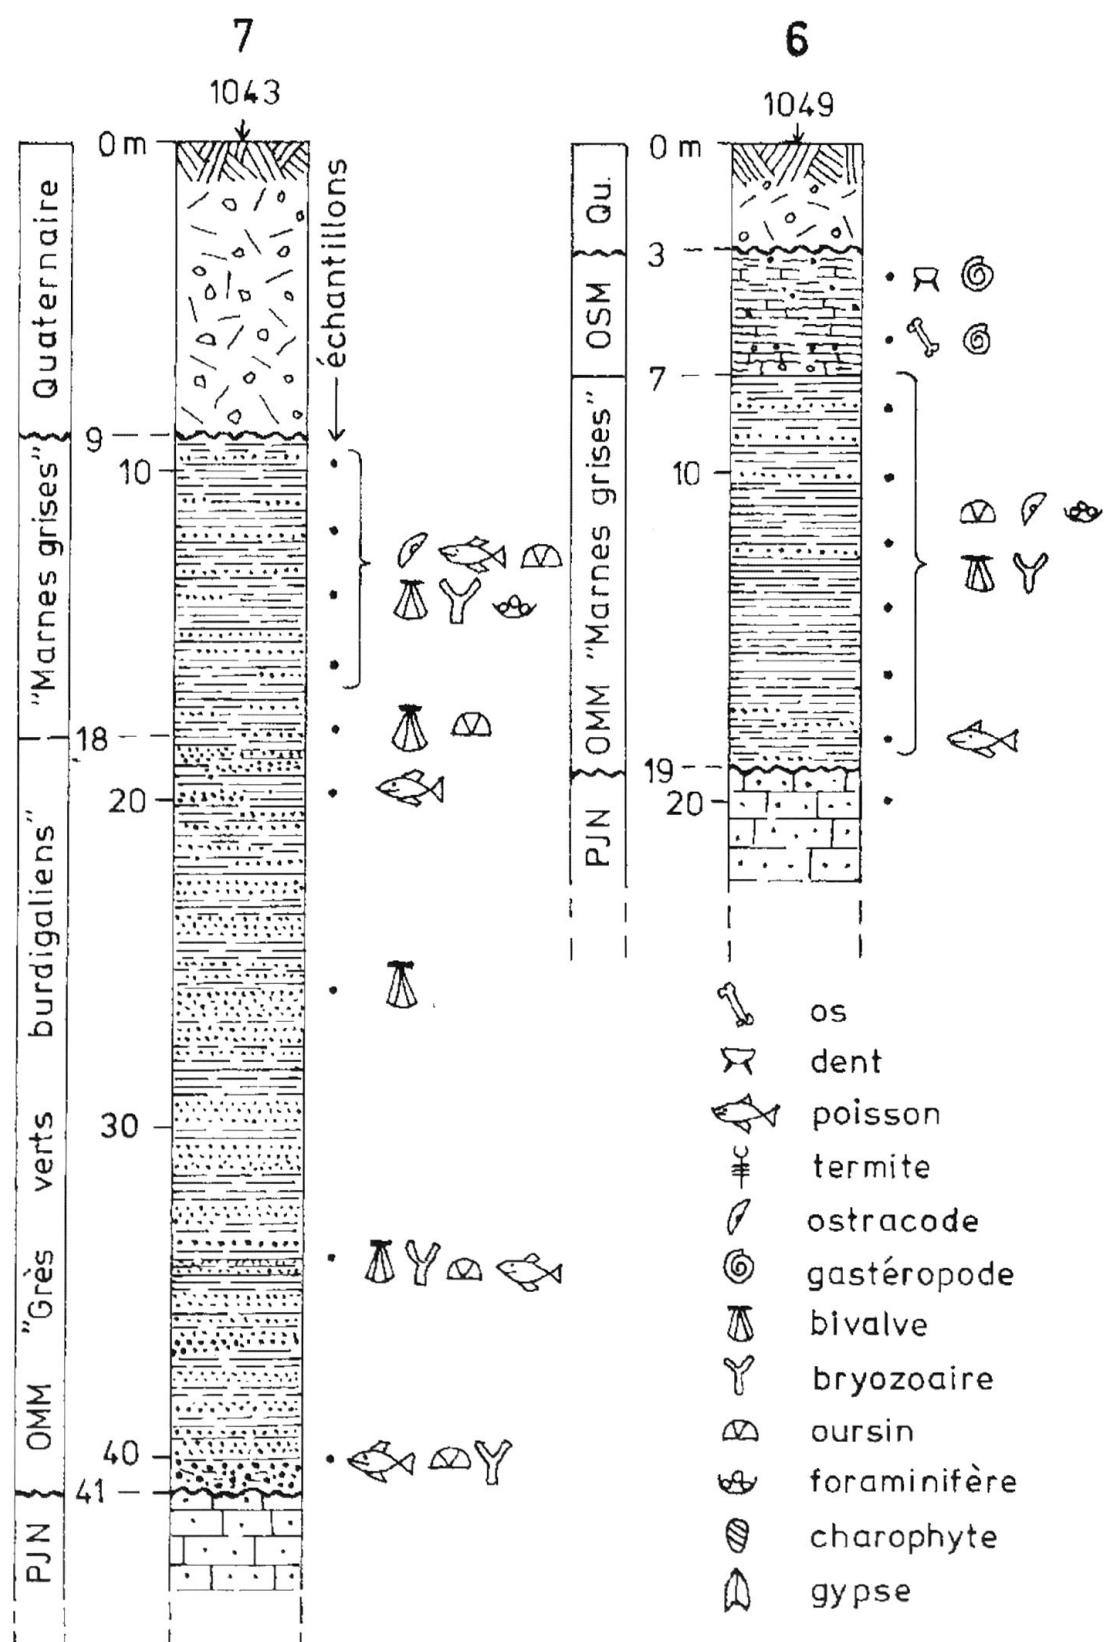 7
1043
0 m
9
10
18
20
30
40
41
Quaternaire
"Marnes grises"
OMM "Grès verts burdigaliens"
PJN
échantillons
6
1049
0 m
3
7
10
19
20
Qu.
OSM
OMM "Marnes grises"
PJN
os
dent
poisson
termite
ostracode
gastéropode
bivalve
bryozoaire
oursin
foraminifère
charophyte
gypse